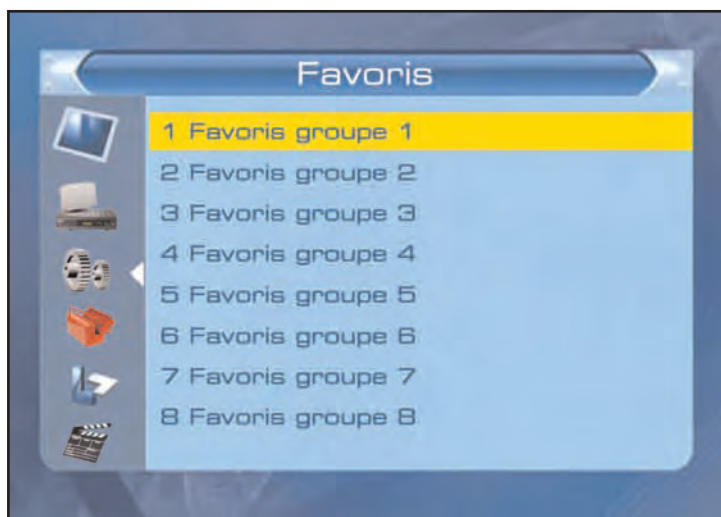 Favoris
1 Favoris groupe 1
2 Favoris groupe 2
3 Favoris groupe 3
4 Favoris groupe 4
5 Favoris groupe 5
6 Favoris groupe 6
7 Favoris groupe 7
8 Favoris groupe 8